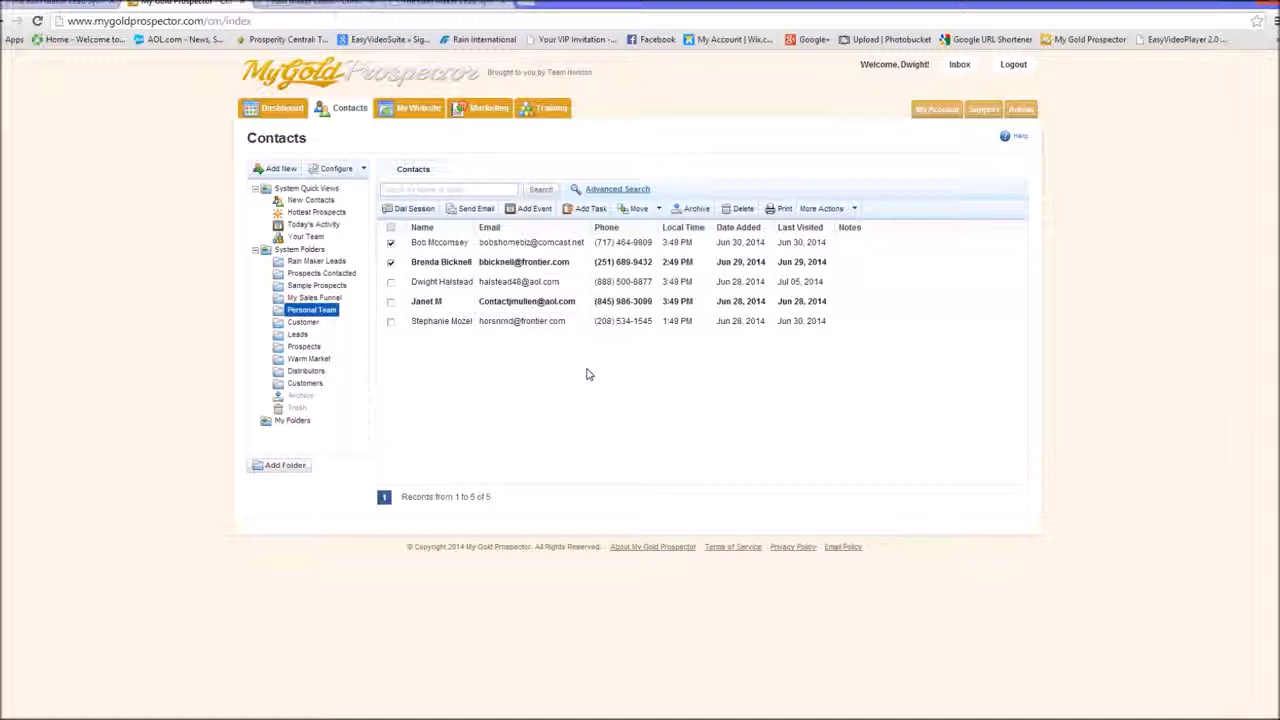 www.mygoldprospector.com/cm/index
Apps Home - Welcome to... AOL.com - News, S... Prosperity Central: T... EasyVideoSuite » Sig... Rain International Your VIP Invitation -... Facebook My Account | Wix.c... Google+ Upload | Photobucket Google URL Shortener My Gold Prospector EasyVideoPlayer 2.0 ...
MyGoldProspector Brought to you by Team Horizon Welcome, Dwight! Inbox Logout
Dashboard Contacts My Website Marketing Training My Account Support Admin
Contacts Help
Add New Configure Contacts
System Quick Views Search Advanced Search
New Contacts
Hottest Prospects Dial Session Send Email Add Event Add Task Move Archive Delete Print More Actions
Today's Activity Name Email Phone Local Time Date Added Last Visited Notes
Your Team Bob Mccomsey bobshomebiz@comcast.net (717) 464-9809 3:49 PM Jun 30, 2014 Jun 30, 2014
System Folders
Rain Maker Leads Brenda Bicknell bbicknell@frontier.com (251) 689-9432 2:49 PM Jun 29, 2014 Jun 29, 2014
Prospects Contacted
Sample Prospects Dwight Halstead halstead48@aol.com (888) 500-8877 3:49 PM Jun 28, 2014 Jul 05, 2014
My Sales Funnel Janet M Contactjmullen@aol.com (845) 986-3099 3:49 PM Jun 28, 2014 Jun 28, 2014
Personal Team
Customer Stephanie Mozel horsnrnd@frontier.com (208) 534-1545 1:49 PM Jun 28, 2014 Jun 30, 2014
Leads
Prospects
Warm Market
Distributors
Customers
Archive
Trash
My Folders
Add Folder
1 Records from 1 to 5 of 5
© Copyright 2014 My Gold Prospector. All Rights Reserved. About My Gold Prospector Terms of Service Privacy Policy Email Policy